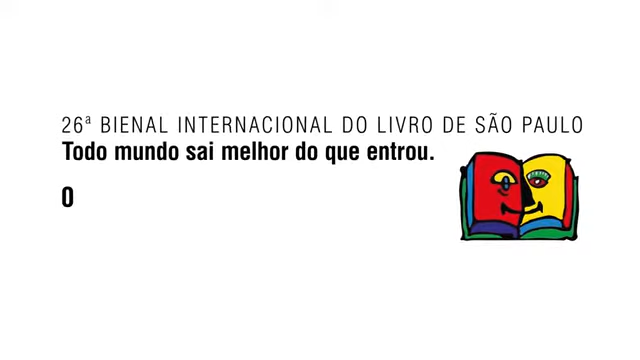 26ª BIENAL INTERNACIONAL DO LIVRO DE SÃO PAULO
Todo mundo sai melhor do que entrou.
O